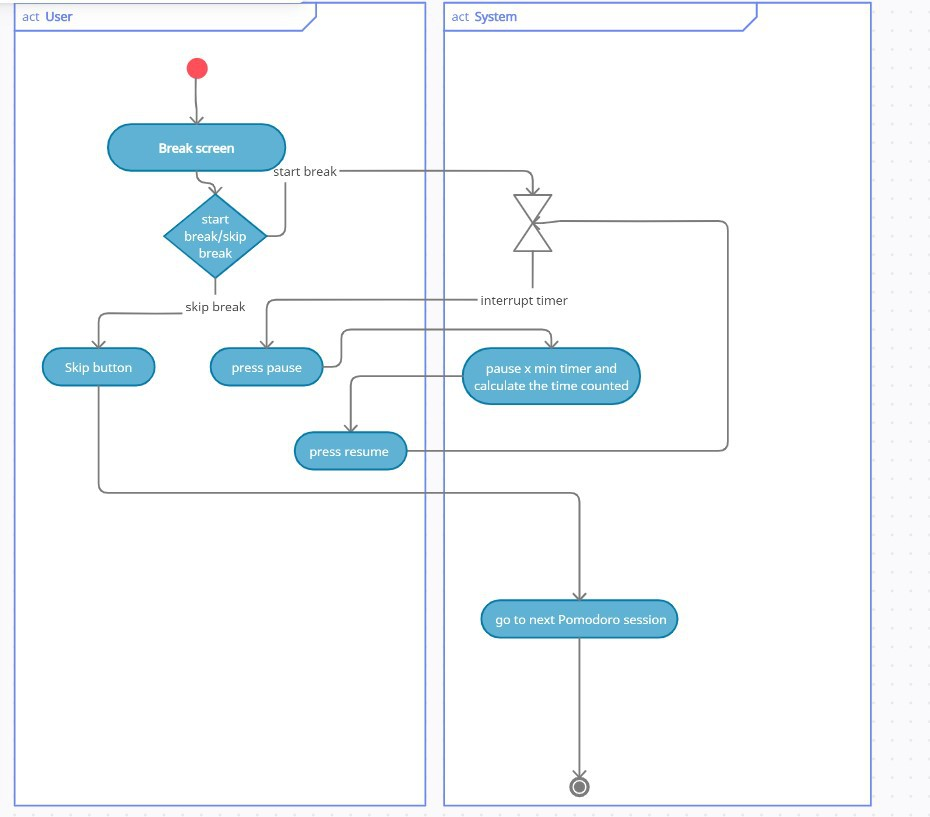 act User
act System
Break screen
start break
start
break/skip
break
skip break
interrupt timer
Skip button
press pause
pause x min timer and
calculate the time counted
press resume
go to next Pomodoro session